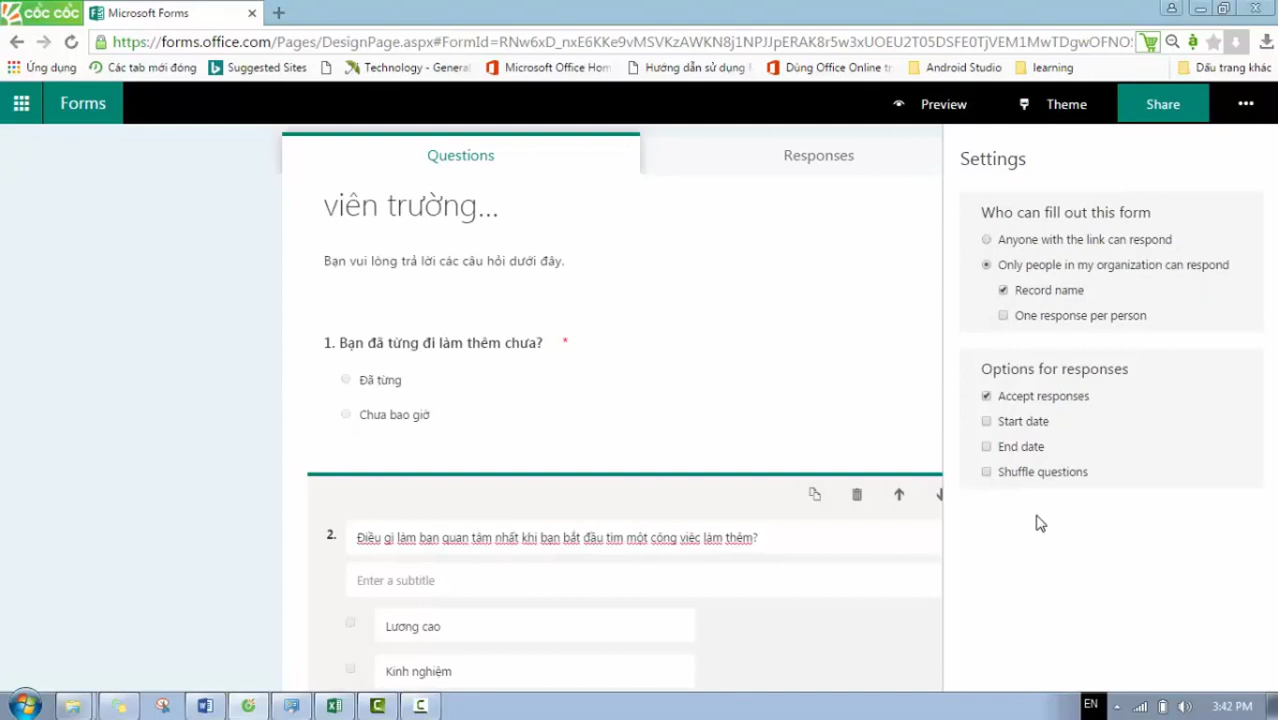 cốc cốc
Microsoft Forms
https://forms.office.com/Pages/DesignPage.aspx#FormId=RNw6xD_nxE6KKe9vMSVKzAWKN8j1NPJJpERAK8r5w3xUOEU2T05DSFE0TjVEM1MwTDgwOFNO
Ứng dụng
Các tab mới đóng
Suggested Sites
Technology - Genera
Microsoft Office Hom
Hướng dẫn sử dụng
Dùng Office Online tr
Android Studio
learning
Dấu trang khác
Forms
Preview
Theme
Share
Questions
Responses
viên trường...
Bạn vui lòng trả lời các câu hỏi dưới đây.
1. Bạn đã từng đi làm thêm chưa? *
Đã từng
Chưa bao giờ
2. Điều gì làm bạn quan tâm nhất khi bạn bắt đầu tìm một công việc làm thêm?
Enter a subtitle
Lương cao
Kinh nghiệm
Settings
Who can fill out this form
Anyone with the link can respond
Only people in my organization can respond
Record name
One response per person
Options for responses
Accept responses
Start date
End date
Shuffle questions
EN
3:42 PM